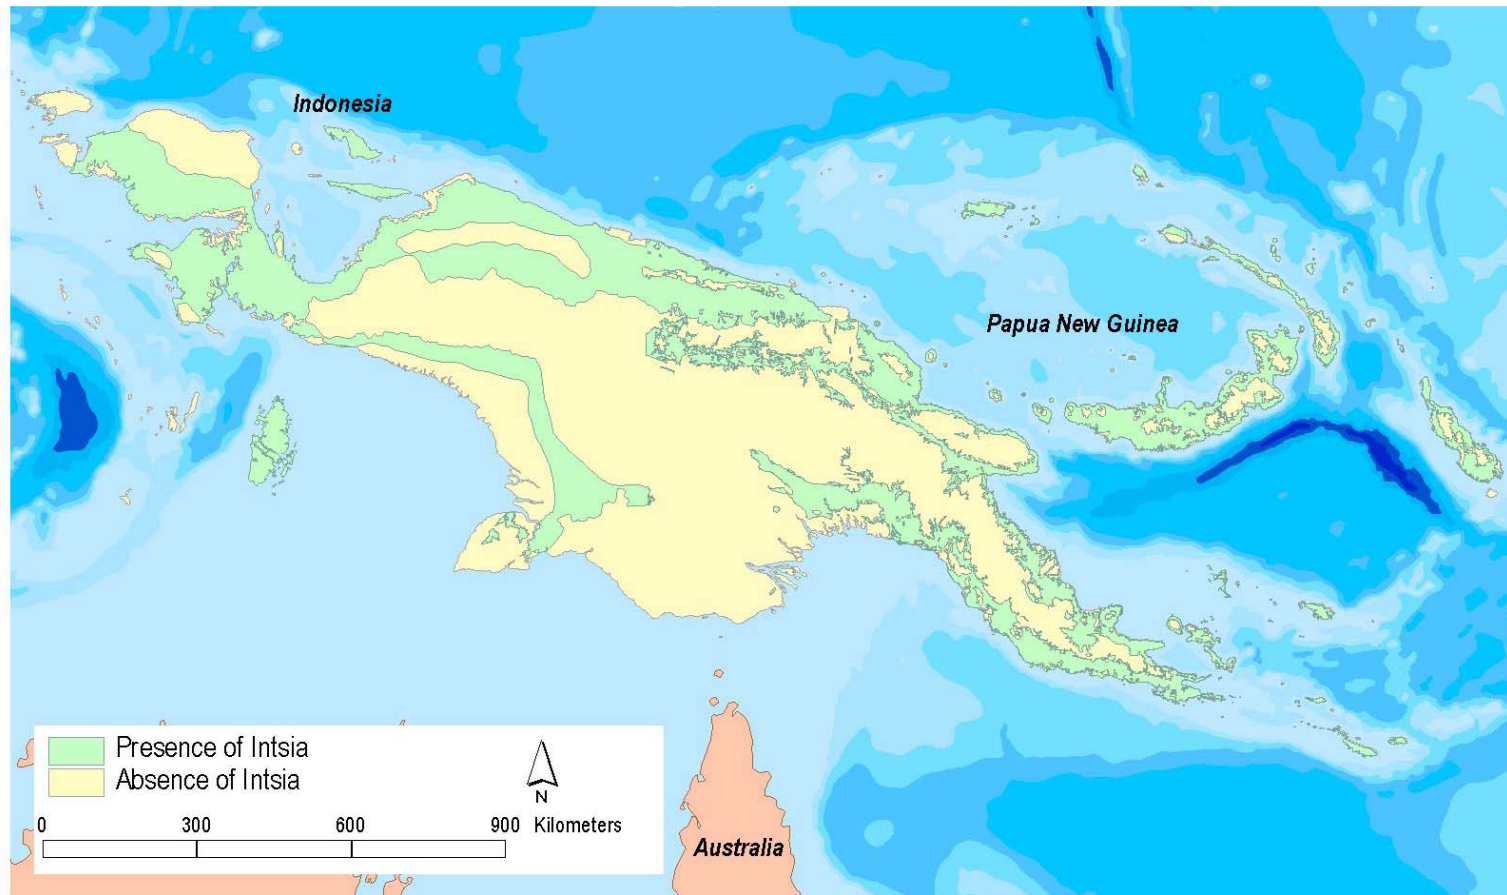 Indonesia
Papua New Guinea
Presence of Intsia
Absence of Intsia
N
0 300 600 900 Kilometers
Australia